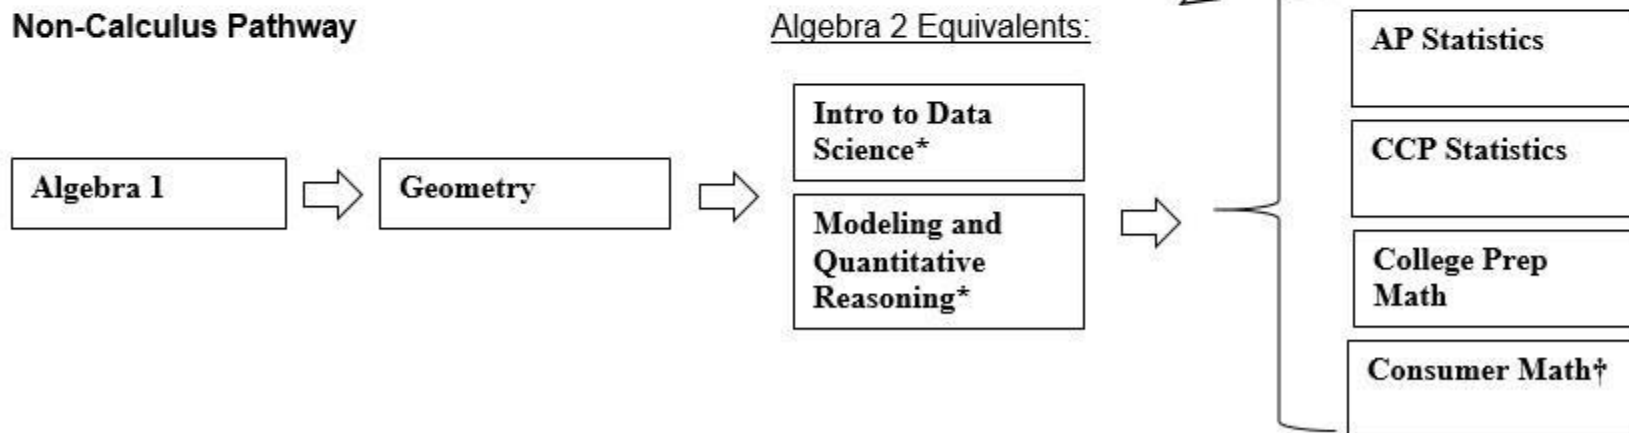 Non-Calculus Pathway
Algebra 2 Equivalents:
Algebra 1
Geometry
Intro to Data
Science*
Modeling and
Quantitative
Reasoning*
AP Statistics
CCP Statistics
College Prep
Math
Consumer Math†